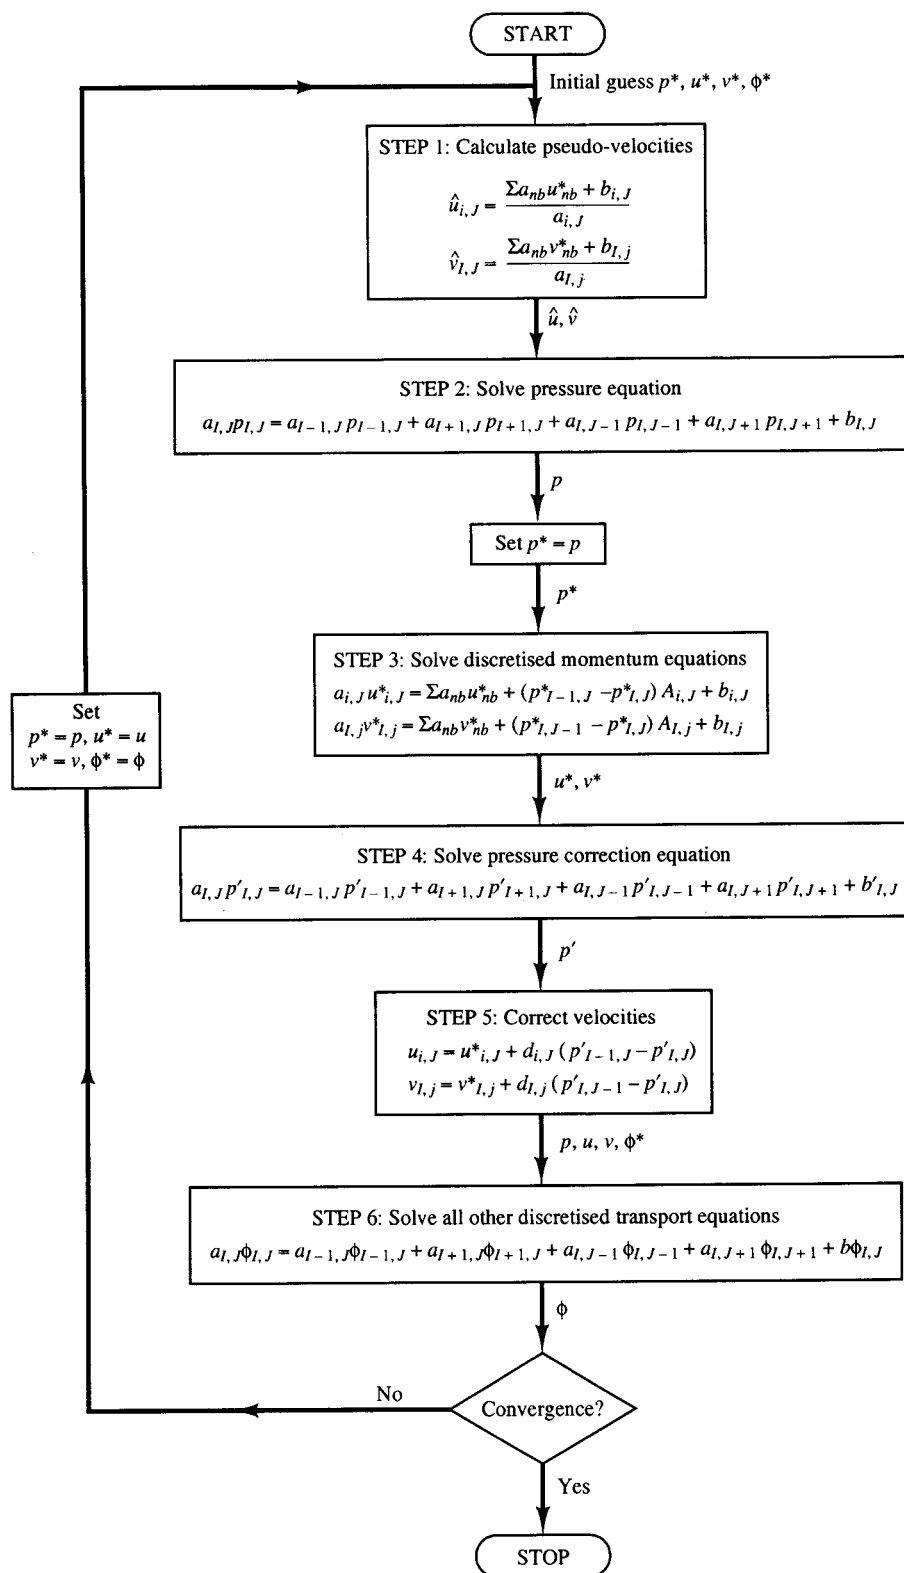 START
Initial guess p*, u*, v*, ϕ*
STEP 1: Calculate pseudo-velocities
û_{i, J} = (Σa_{nb}u*_{nb} + b_{i, J}) / a_{i, J}
v̂_{I, J} = (Σa_{nb}v*_{nb} + b_{I, j}) / a_{I, j}
û, v̂
STEP 2: Solve pressure equation
a_{I, J}p_{I, J} = a_{I-1, J} p_{I-1, J} + a_{I+1, J} p_{I+1, J} + a_{I, J-1} p_{I, J-1} + a_{I, J+1} p_{I, J+1} + b_{I, J}
p
Set p* = p
p*
STEP 3: Solve discretised momentum equations
a_{i, J} u*_{i, J} = Σa_{nb}u*_{nb} + (p*_{I-1, J} - p*_{I, J}) A_{i, J} + b_{i, J}
a_{I, j}v*_{I, j} = Σa_{nb}v*_{nb} + (p*_{I, J-1} - p*_{I, J}) A_{I, j} + b_{I, j}
Set
p* = p, u* = u
v* = v, ϕ* = ϕ
u*, v*
STEP 4: Solve pressure correction equation
a_{I, J} p'_{I, J} = a_{I-1, J} p'_{I-1, J} + a_{I+1, J} p'_{I+1, J} + a_{I, J-1} p'_{I, J-1} + a_{I, J+1} p'_{I, J+1} + b'_{I, J}
p'
STEP 5: Correct velocities
u_{i, J} = u*_{i, J} + d_{i, J} (p'_{I-1, J} - p'_{I, J})
v_{I, j} = v*_{I, j} + d_{I, j} (p'_{I, J-1} - p'_{I, J})
p, u, v, ϕ*
STEP 6: Solve all other discretised transport equations
a_{I, J}ϕ_{I, J} = a_{I-1, J}ϕ_{I-1, J} + a_{I+1, J}ϕ_{I+1, J} + a_{I, J-1} ϕ_{I, J-1} + a_{I, J+1} ϕ_{I, J+1} + bϕ_{I, J}
ϕ
No
Convergence?
Yes
STOP